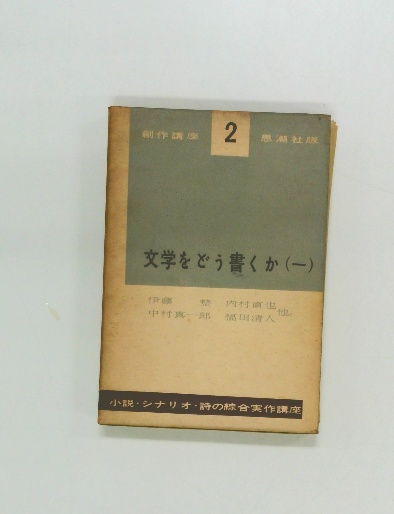 創作講座 2 思潮社版
文学をどう書くか(一)
伊藤 整 内村直也
中村真一郎 福田清人 他。
小説・シナリオ・詩の綜合実作講座